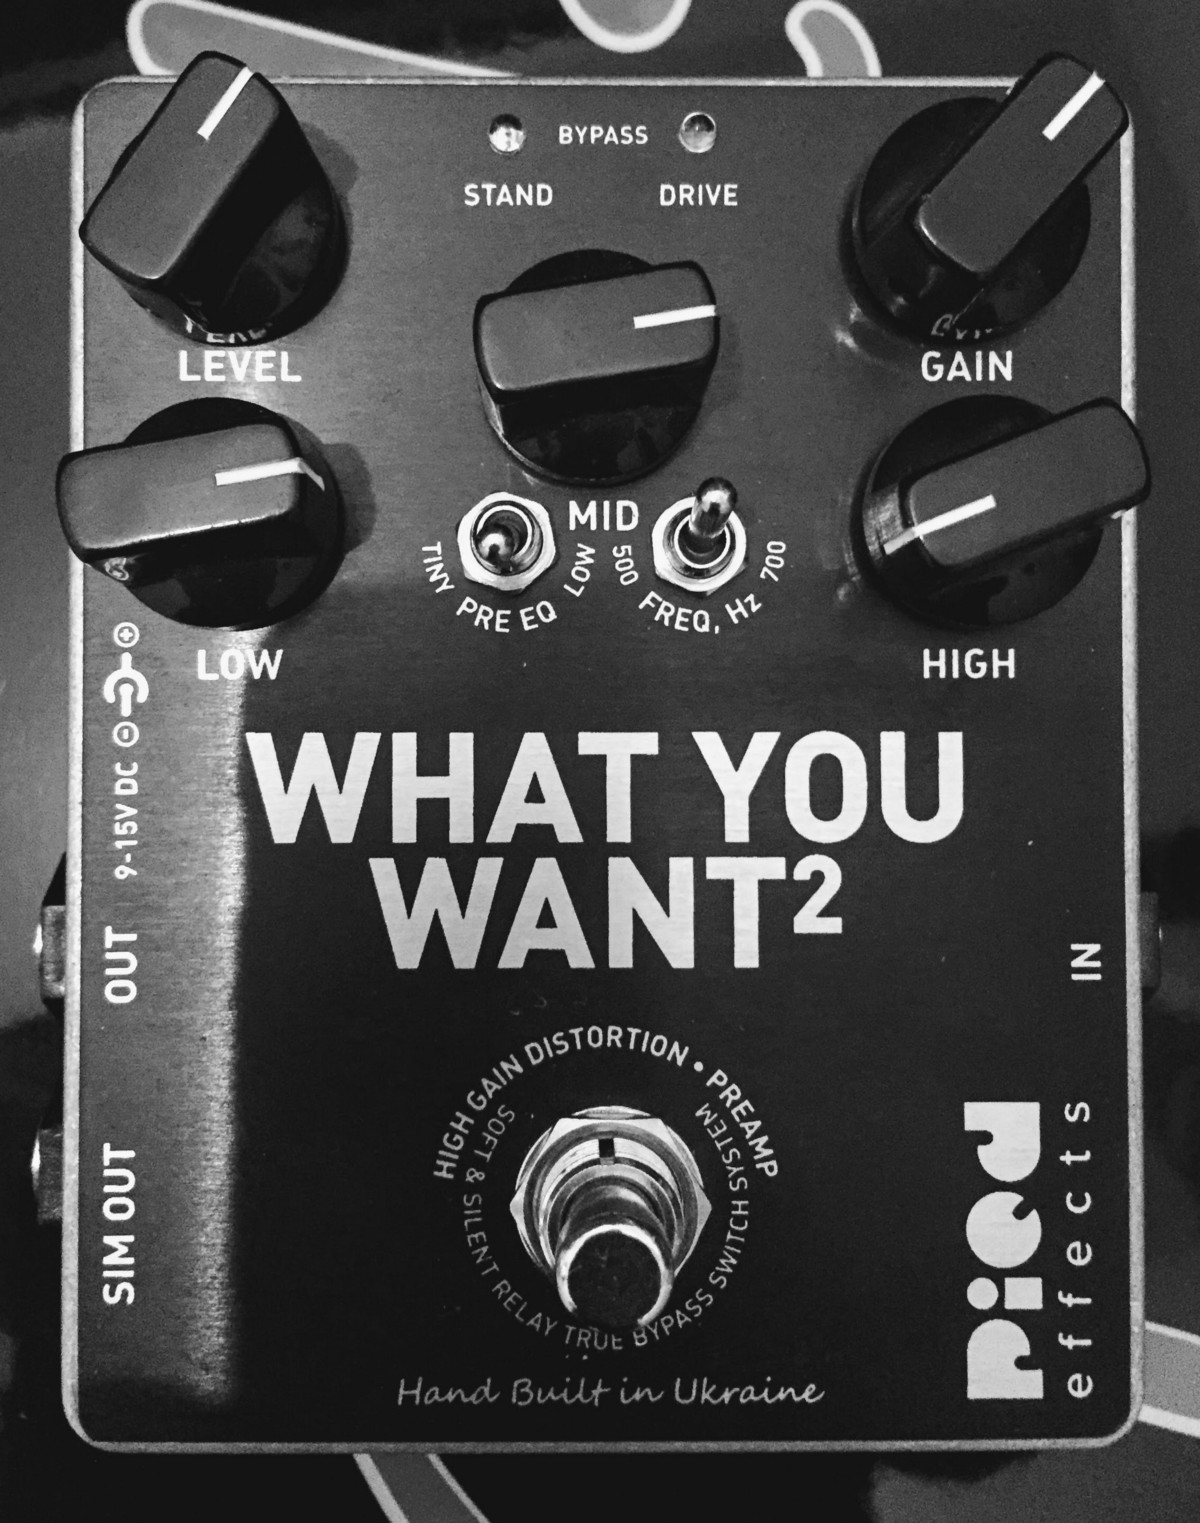 BYPASS
STAND
DRIVE
LEVEL
GAIN
MID
TINY
LOW
PRE EQ
500
700
FREQ, Hz
LOW
HIGH
9-15V DC
WHAT YOU
WANT²
OUT
IN
HIGH GAIN DISTORTION • PREAMP
SOFT & SILENT RELAY TRUE BYPASS SWITCH SYSTEM
SIM OUT
PiQd
effects
Hand Built in Ukraine